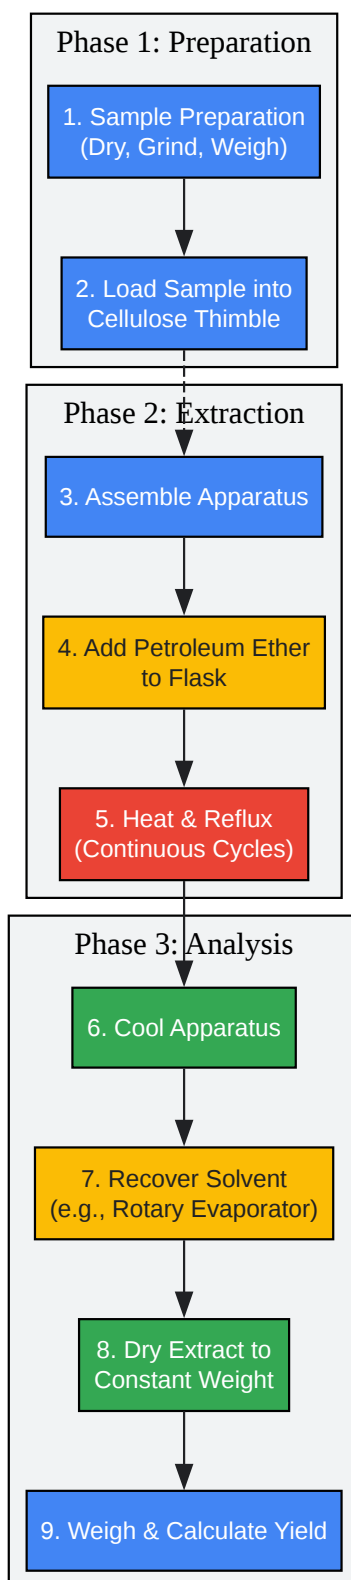 Phase 1: Preparation
1. Sample Preparation
(Dry, Grind, Weigh)
2. Load Sample into
Cellulose Thimble
Phase 2: Extraction
3. Assemble Apparatus
4. Add Petroleum Ether
to Flask
5. Heat & Reflux
(Continuous Cycles)
Phase 3: Analysis
6. Cool Apparatus
7. Recover Solvent
(e.g., Rotary Evaporator)
8. Dry Extract to
Constant Weight
9. Weigh & Calculate Yield